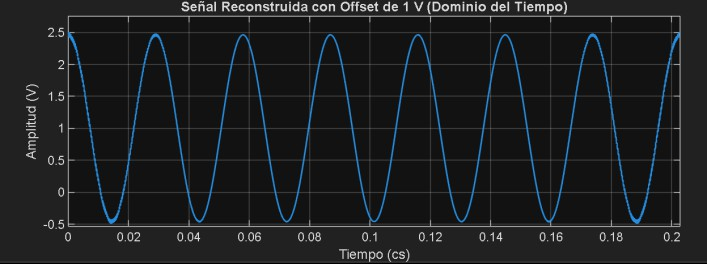 Señal Reconstruida con Offset de 1 V (Dominio del Tiempo)
2.5
2
1.5
1
0.5
0
-0.5
Amplitud (V)
0 0.02 0.04 0.06 0.08 0.1 0.12 0.14 0.16 0.18 0.2
Tiempo (cs)